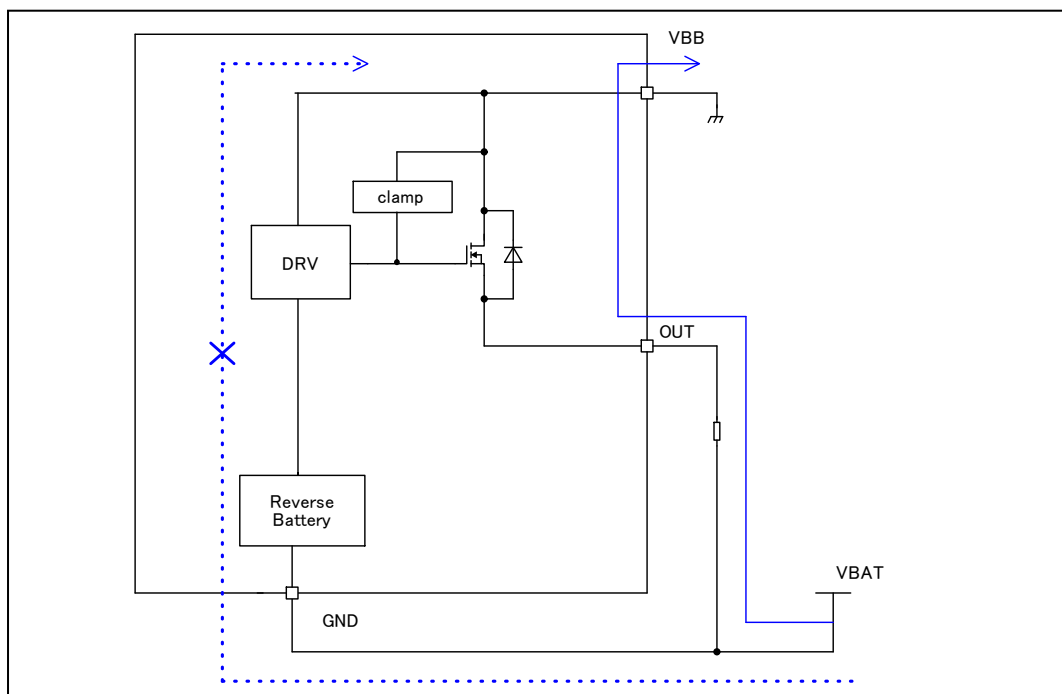 VBB
clamp
DRV
OUT
Reverse
Battery
VBAT
GND